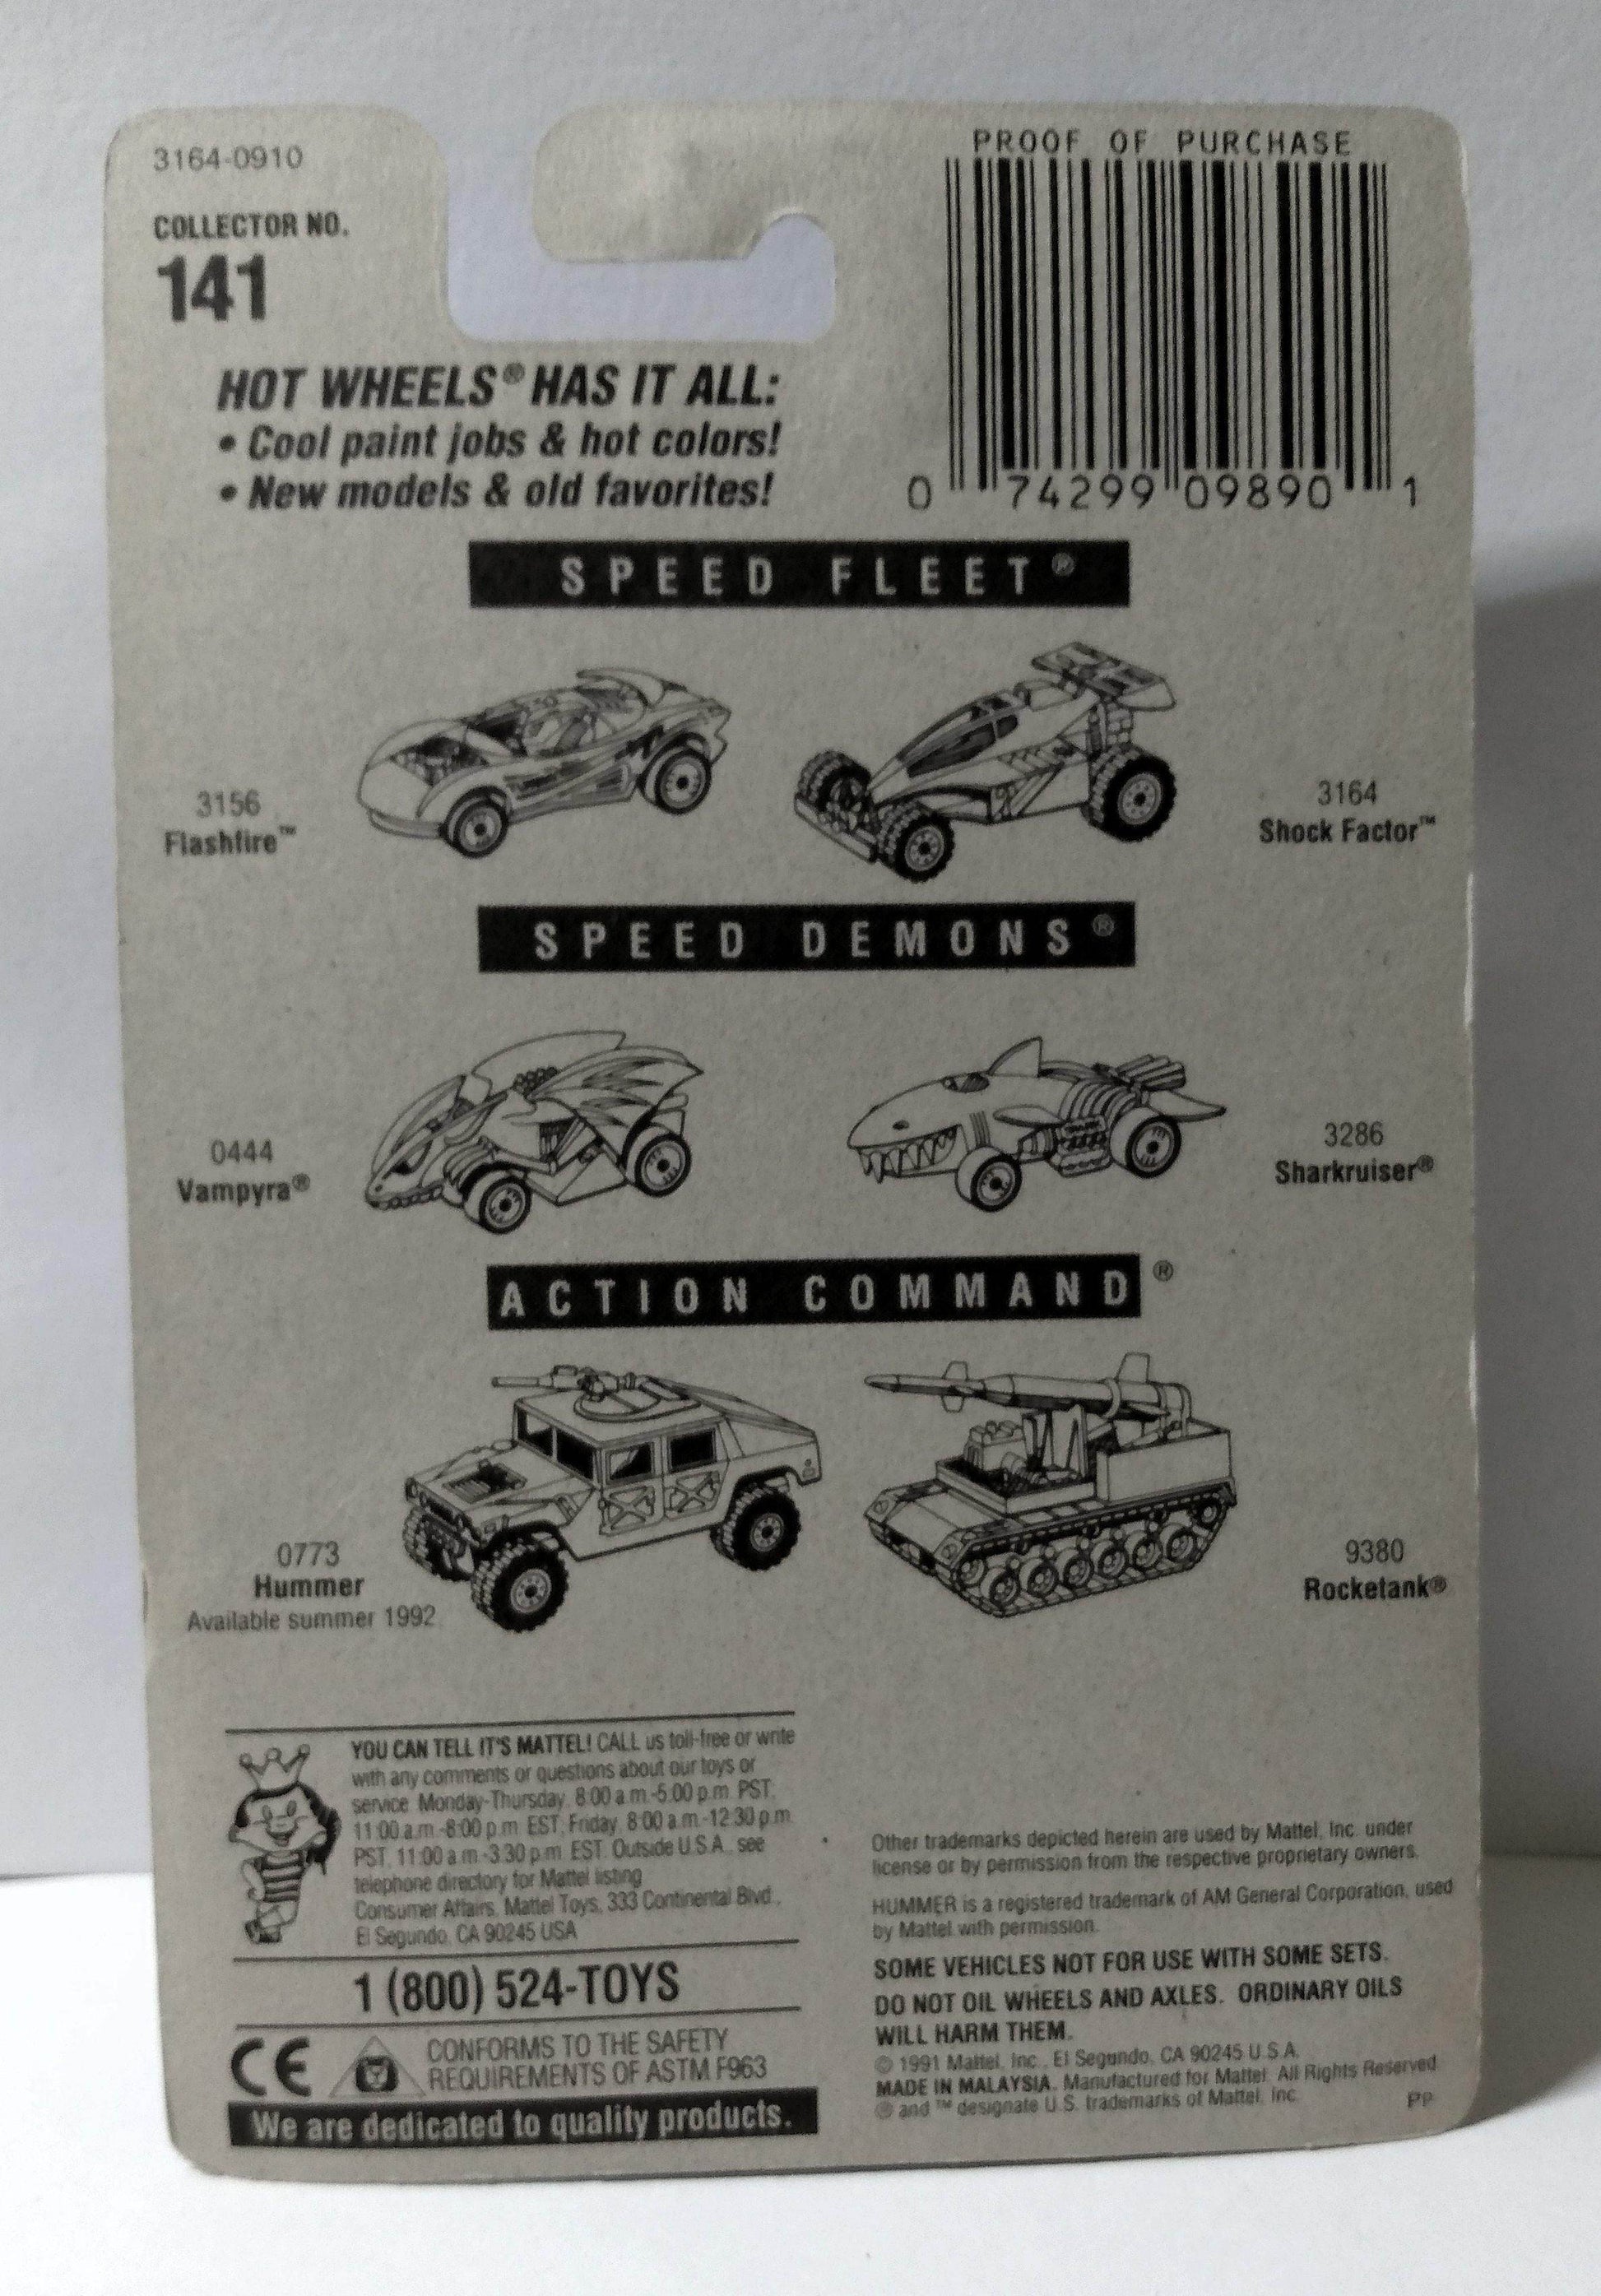 3164-0910
COLLECTOR NO.
141
PROOF OF PURCHASE
0 74299 09890 1
HOT WHEELS® HAS IT ALL:
• Cool paint jobs & hot colors!
• New models & old favorites!
SPEED FLEET®
3156
Flashfire™
3164
Shock Factor™
SPEED DEMONS®
0444
Vampyra®
3286
Sharkruiser®
ACTION COMMAND®
0773
Hummer
Available summer 1992
9380
Rocketank®
YOU CAN TELL IT'S MATTEL! CALL us toll-free or write
with any comments or questions about our toys or
service. Monday-Thursday, 8:00 a.m.-5:00 p.m. PST,
11:00 a.m.-8:00 p.m. EST; Friday, 8:00 a.m.-12:30 p.m.
PST, 11:00 a.m.-3:30 p.m. EST. Outside U.S.A., see
telephone directory for Mattel listing.
Consumer Affairs, Mattel Toys, 333 Continental Blvd.,
El Segundo, CA 90245 USA
1 (800) 524-TOYS
CE
CONFORMS TO THE SAFETY
REQUIREMENTS OF ASTM F963
We are dedicated to quality products.
Other trademarks depicted herein are used by Mattel, Inc. under
license or by permission from the respective proprietary owners.
HUMMER is a registered trademark of AM General Corporation, used
by Mattel with permission.
SOME VEHICLES NOT FOR USE WITH SOME SETS.
DO NOT OIL WHEELS AND AXLES. ORDINARY OILS
WILL HARM THEM.
© 1991 Mattel, Inc., El Segundo, CA 90245 U.S.A.
MADE IN MALAYSIA. Manufactured for Mattel. All Rights Reserved.
® and ™ designate U.S. trademarks of Mattel, Inc.
PP